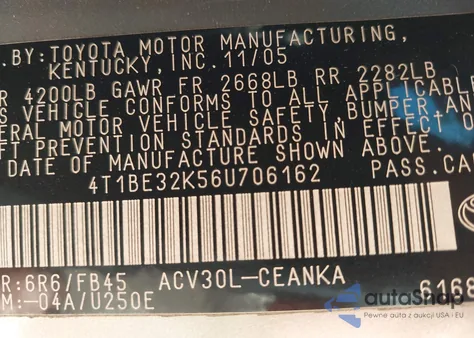 .BY: TOYOTA MOTOR MANUFACTURING,
KENTUCKY, INC. 11/05
R 4200LB GAWR FR 2668LB RR 2282LB
S VEHICLE CONFORMS TO ALL APPLICABLE
ERAL MOTOR VEHICLE SAFETY, BUMPER AN
FT PREVENTION STANDARDS IN EFFECT ON
DATE OF MANUFACTURE SHOWN ABOVE.
4T1BE32K56U706162 PASS.CA
R:6R6/FB45 ACV30L-CEANKA
M:-04A/U250E 6168
autaShop
Pewne auta z aukcji USA i EU